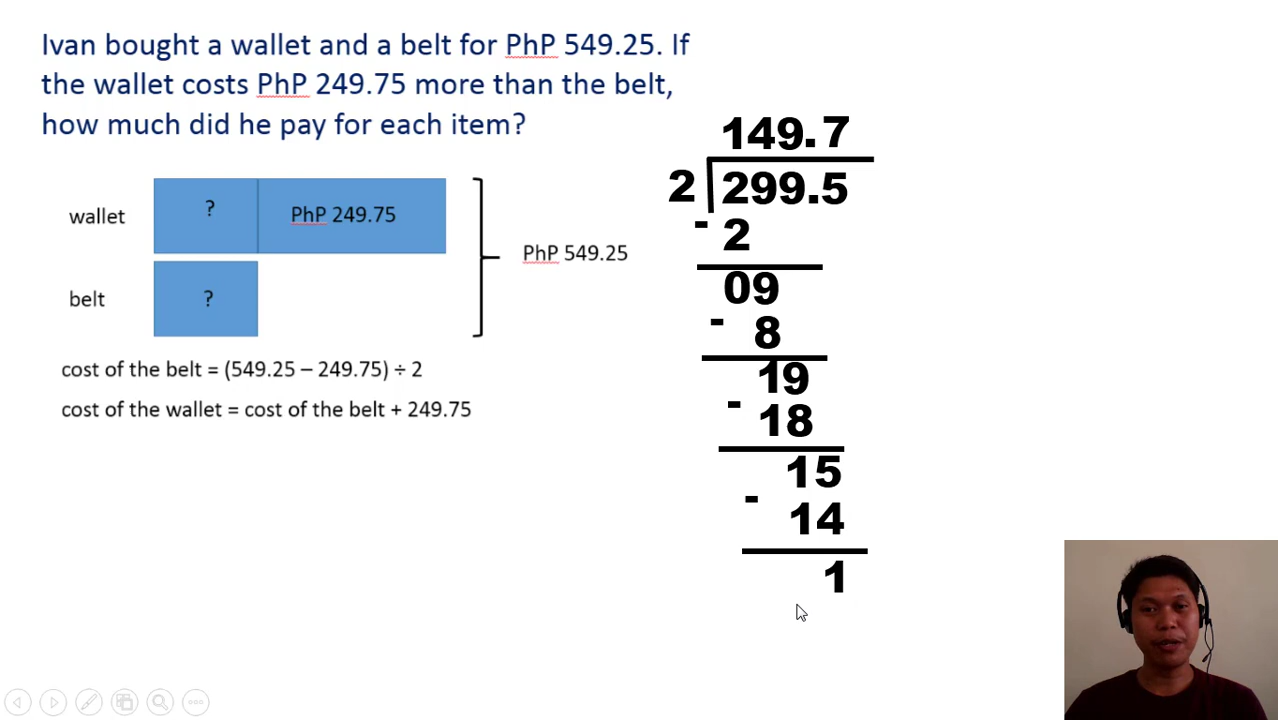 Ivan bought a wallet and a belt for PhP 549.25. If
the wallet costs PhP 249.75 more than the belt,
how much did he pay for each item?
wallet
?
PhP 249.75
PhP 549.25
belt
?
cost of the belt = (549.25 – 249.75) ÷ 2
cost of the wallet = cost of the belt + 249.75
149.7
2 299.5
- 2
09
- 8
19
- 18
15
- 14
1